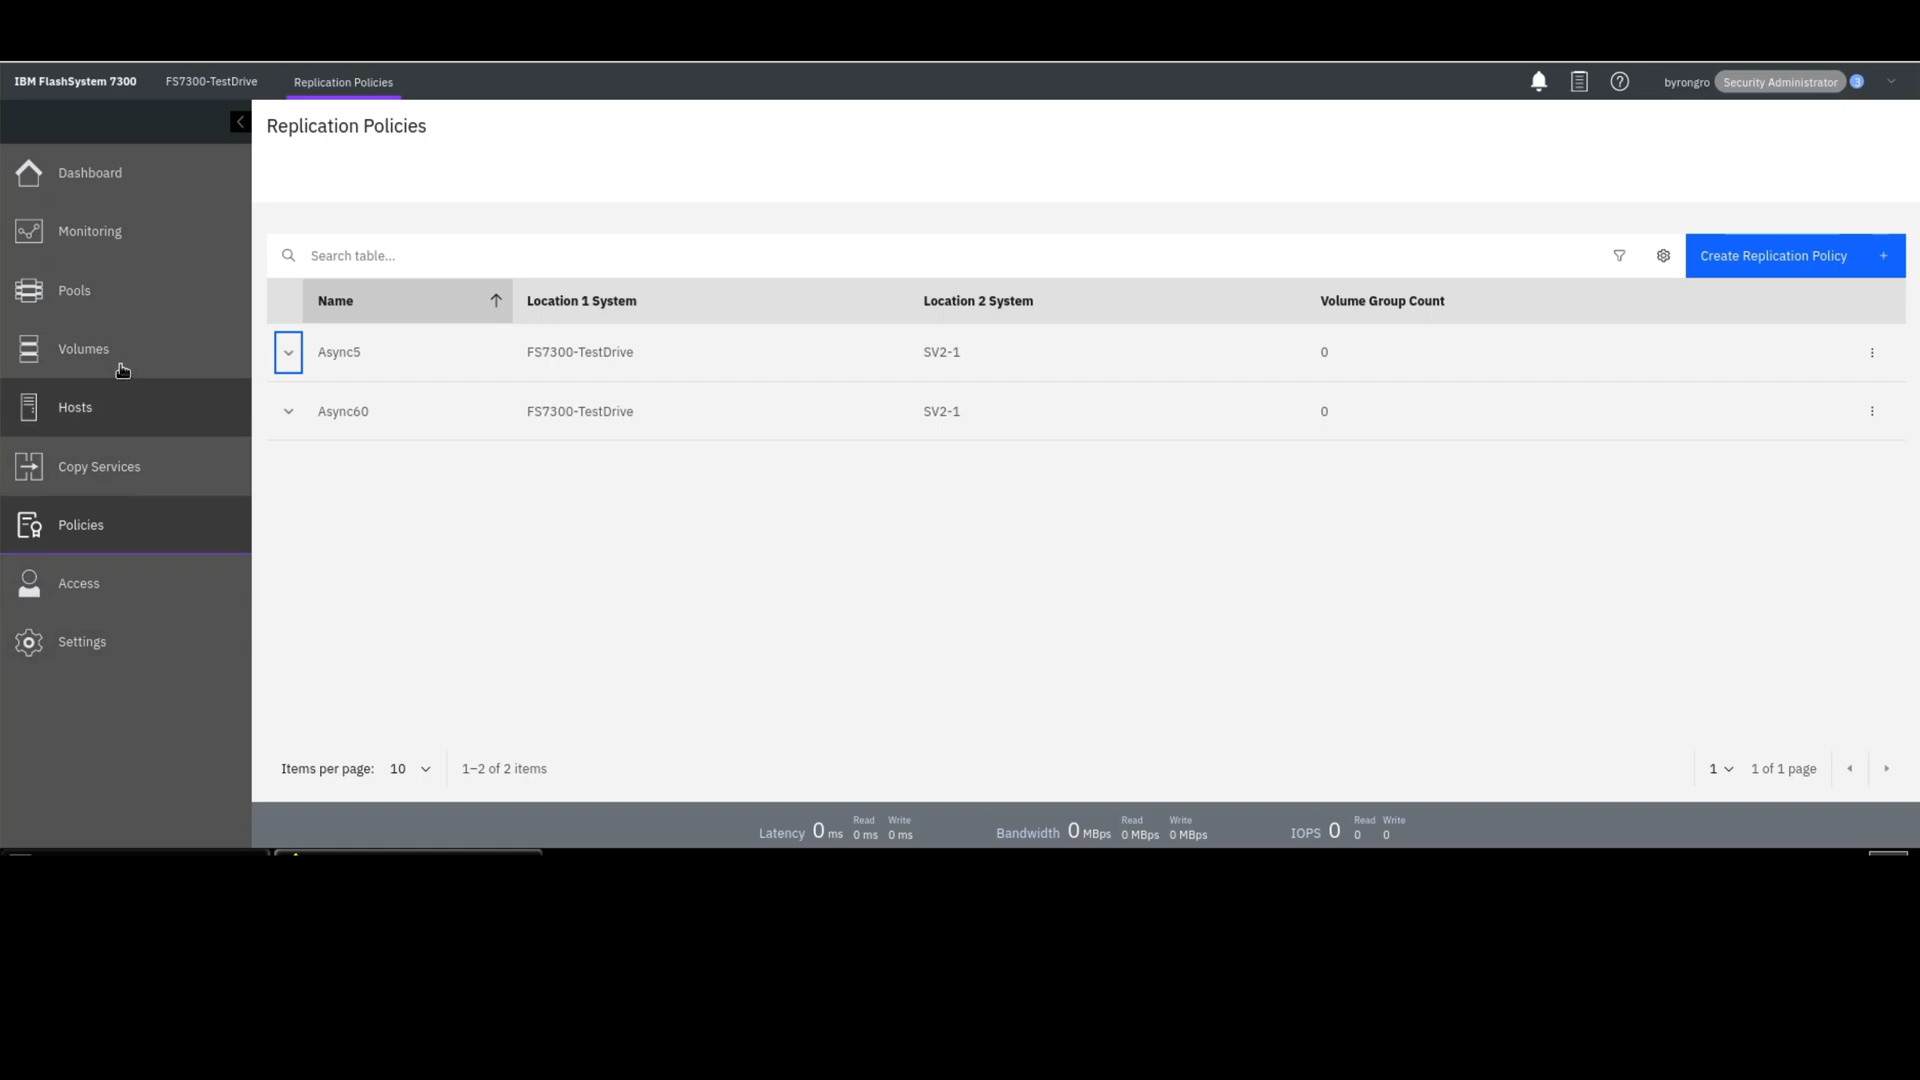 IBM FlashSystem 7300 FS7300-TestDrive Replication Policies byrongro Security Administrator 3
Replication Policies
Dashboard
Monitoring
Pools
Volumes
Hosts
Copy Services
Policies
Access
Settings
Search table... Create Replication Policy +
Name Location 1 System Location 2 System Volume Group Count
Async5 FS7300-TestDrive SV2-1 0
Async60 FS7300-TestDrive SV2-1 0
Items per page: 10 1–2 of 2 items 1 1 of 1 page
Latency 0 ms Read 0 ms Write 0 ms Bandwidth 0 MBps Read 0 MBps Write 0 MBps IOPS 0 Read 0 Write 0